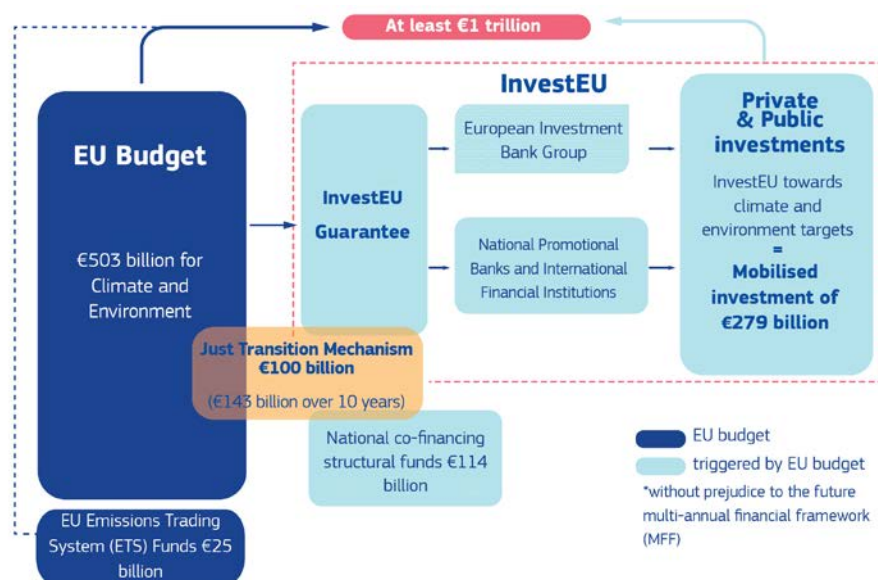 At least €1 trillion
EU Budget
€503 billion for
Climate and
Environment
InvestEU
InvestEU
Guarantee
European Investment
Bank Group
National Promotional
Banks and International
Financial Institutions
Private
& Public
investments
InvestEU towards
climate and
environment targets
=
Mobilised
investment of
€279 billion
Just Transition Mechanism
€100 billion
(€143 billion over 10 years)
National co-financing
structural funds €114
billion
EU Emissions Trading
System (ETS) Funds €25
billion
EU budget
triggered by EU budget
*without prejudice to the future
multi-annual financial framework
(MFF)